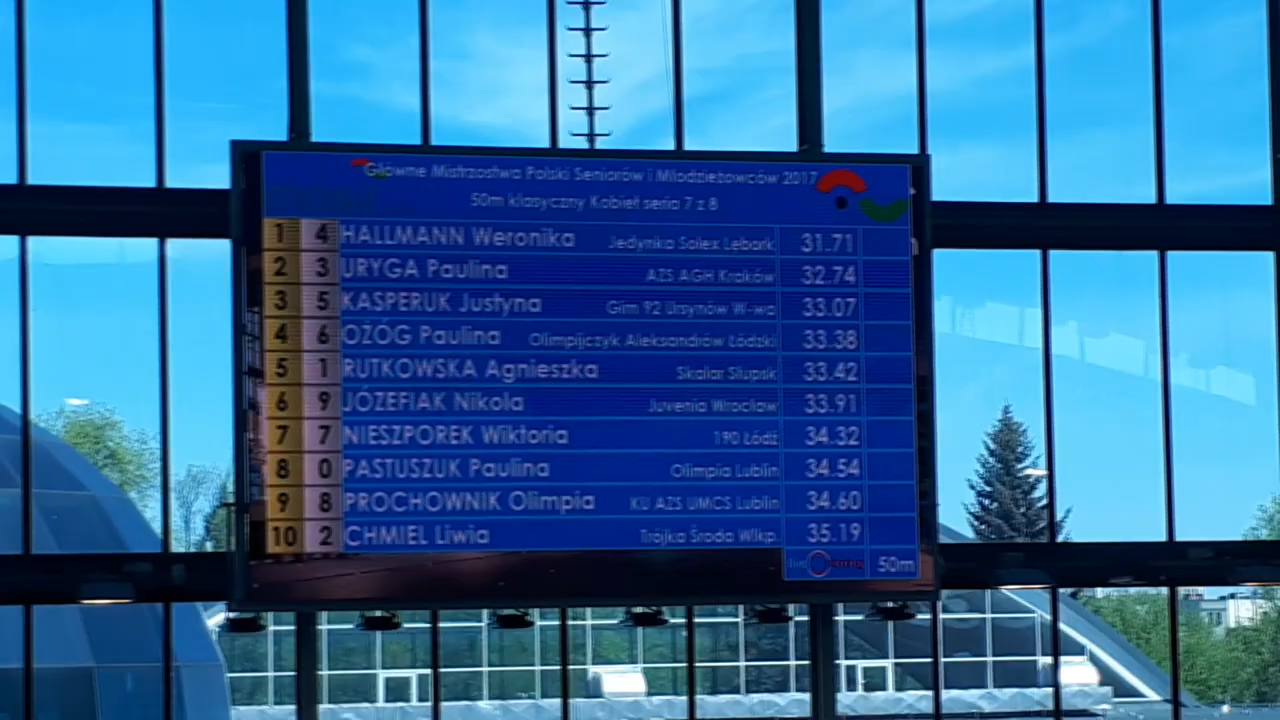 Główne Mistrzostwa Polski Seniorów i Młodzieżowców 2017
50m klasyczny Kobiet seria 7 z 8
1 4 HALLMANN Weronika Jedynka Solex Lębork 31.71
2 3 URYGA Paulina AZS AGH Kraków 32.74
3 5 KASPERUK Justyna Gim 92 Ursynów W-wa 33.07
4 6 OŻÓG Paulina Olimpijczyk Aleksandrów Łódzki 33.38
5 1 RUTKOWSKA Agnieszka Skalar Słupsk 33.42
6 9 JÓZEFIAK Nikola Juvenia Wrocław 33.91
7 7 NIESZPOREK Wiktoria 190 Łódź 34.32
8 0 PASTUSZUK Paulina Olimpia Lublin 34.54
9 8 PROCHOWNIK Olimpia KU AZS UMCS Lublin 34.60
10 2 CHMIEL Liwia Trójka Środa Wlkp. 35.19
50m